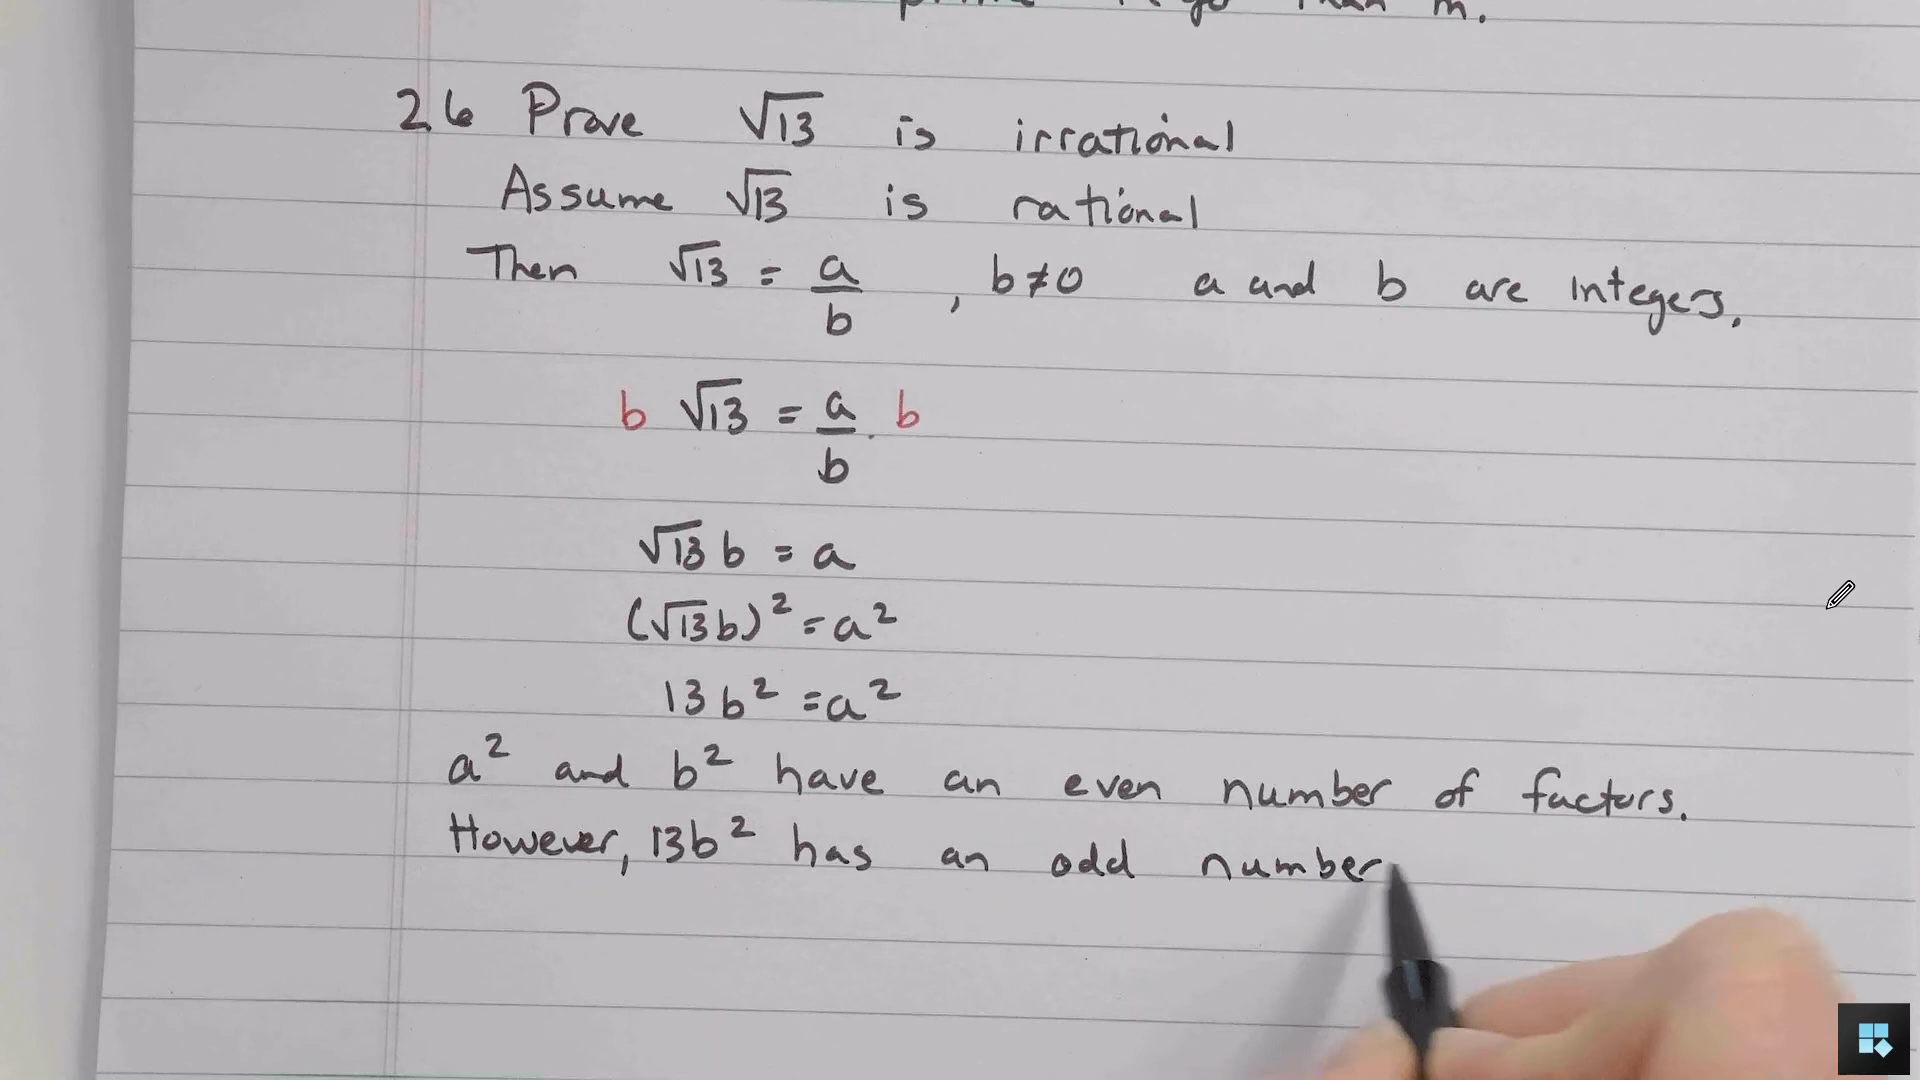 than m.
2.6 Prove √13 is irrational
Assume √13 is rational
Then √13 = a/b , b≠0 a and b are integers.
b √13 = a/b . b
√13 b = a
(√13 b)² = a²
13 b² = a²
a² and b² have an even number of factors.
However, 13b² has an odd number